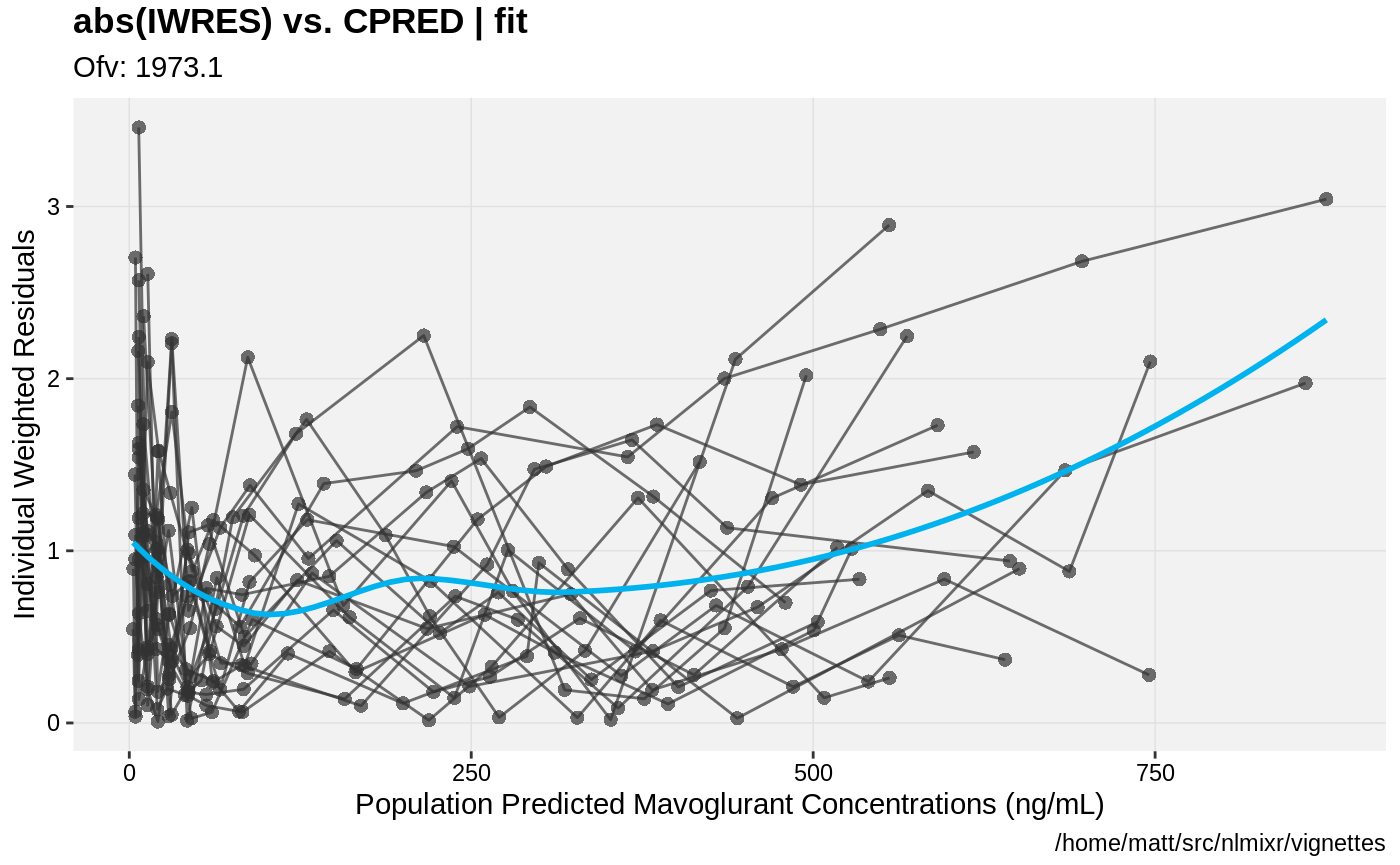 abs(IWRES) vs. CPRED | fit
Ofv: 1973.1
Individual Weighted Residuals
3
2
1
0
0 250 500 750
Population Predicted Mavoglurant Concentrations (ng/mL)
/home/matt/src/nlmixr/vignettes